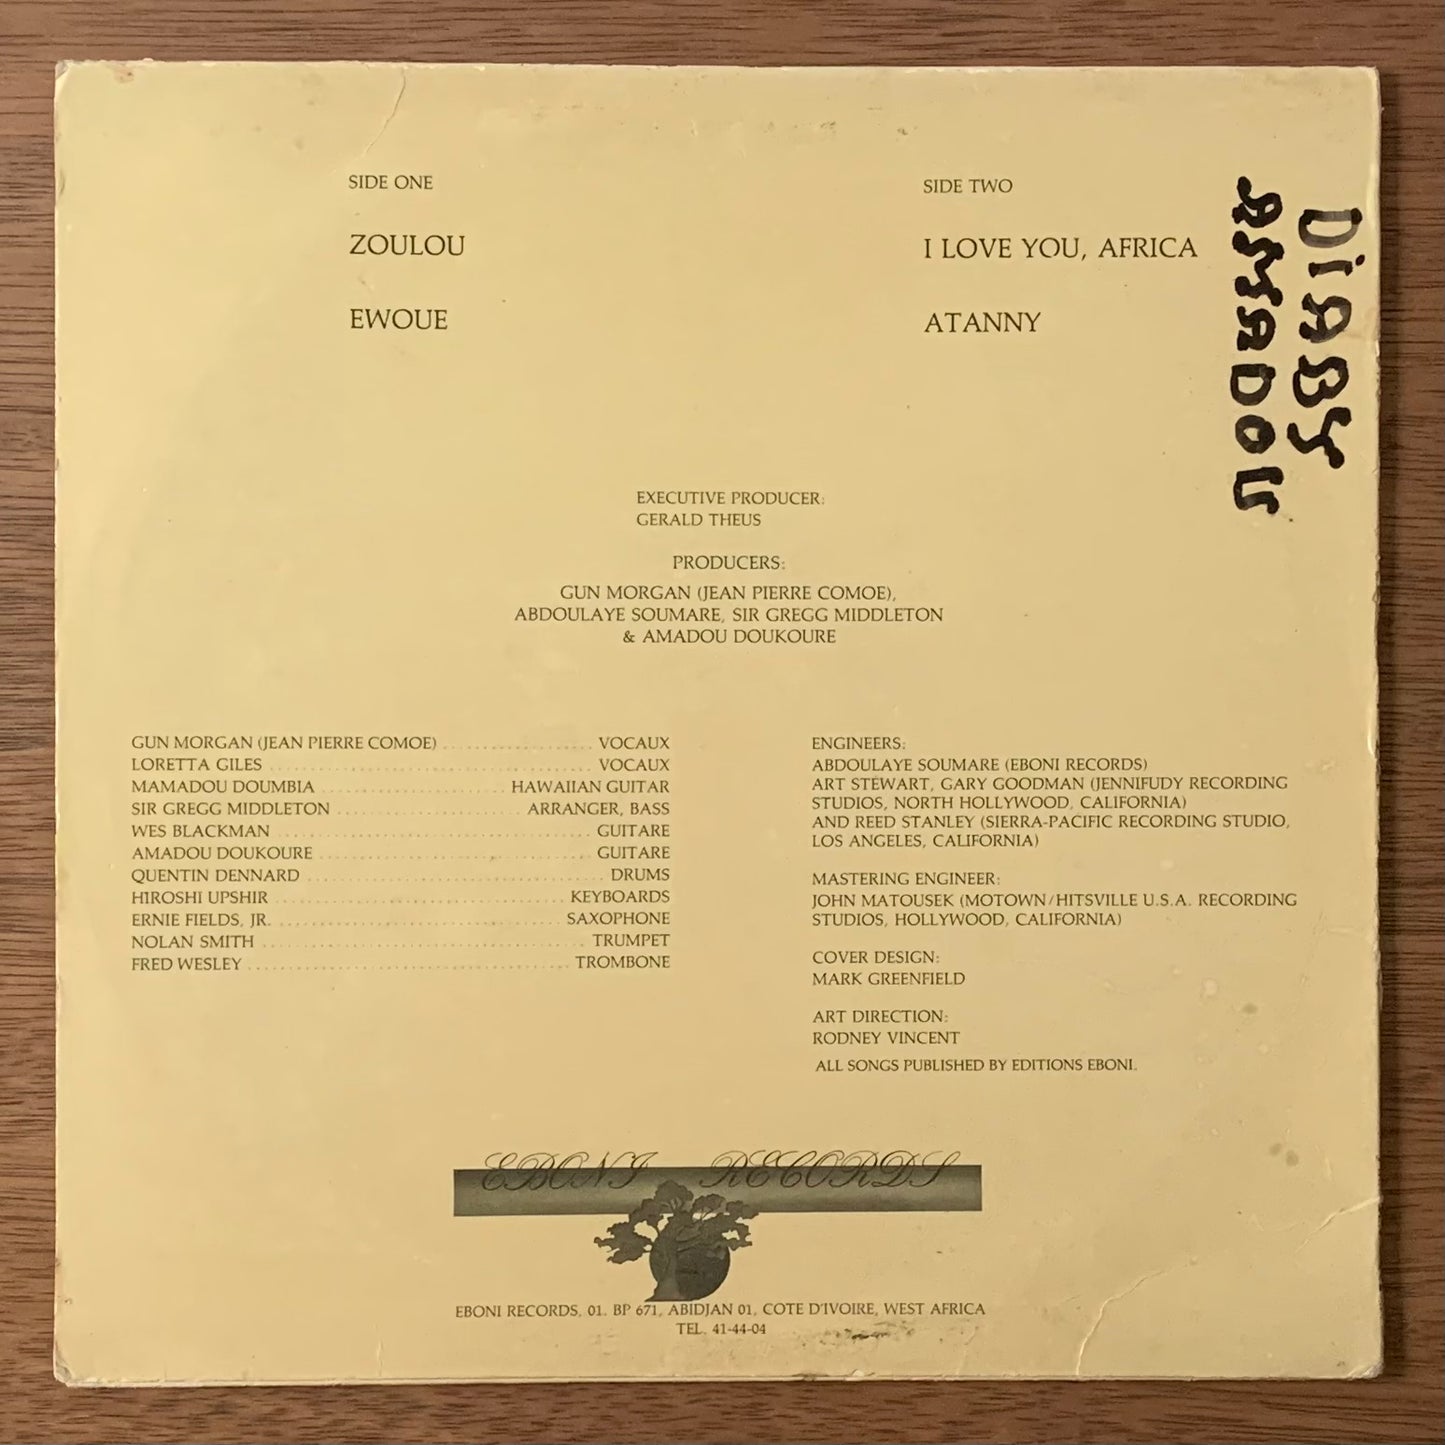 SIDE ONE
ZOULOU
EWOUE
SIDE TWO
I LOVE YOU, AFRICA
ATANNY
DiABY
AMADOU
EXECUTIVE PRODUCER:
GERALD THEUS
PRODUCERS:
GUN MORGAN (JEAN PIERRE COMOE),
ABDOULAYE SOUMARE, SIR GREGG MIDDLETON
& AMADOU DOUKOURE
GUN MORGAN (JEAN PIERRE COMOE) .................... VOCAUX
LORETTA GILES .................... VOCAUX
MAMADOU DOUMBIA .................... HAWAIIAN GUITAR
SIR GREGG MIDDLETON .................... ARRANGER, BASS
WES BLACKMAN .................... GUITARE
AMADOU DOUKOURE .................... GUITARE
QUENTIN DENNARD .................... DRUMS
HIROSHI UPSHIR .................... KEYBOARDS
ERNIE FIELDS, JR. .................... SAXOPHONE
NOLAN SMITH .................... TRUMPET
FRED WESLEY .................... TROMBONE
ENGINEERS:
ABDOULAYE SOUMARE (EBONI RECORDS)
ART STEWART, GARY GOODMAN (JENNIFUDY RECORDING
STUDIOS, NORTH HOLLYWOOD, CALIFORNIA)
AND REED STANLEY (SIERRA-PACIFIC RECORDING STUDIO,
LOS ANGELES, CALIFORNIA)
MASTERING ENGINEER:
JOHN MATOUSEK (MOTOWN/HITSVILLE U.S.A. RECORDING
STUDIOS, HOLLYWOOD, CALIFORNIA)
COVER DESIGN:
MARK GREENFIELD
ART DIRECTION:
RODNEY VINCENT
ALL SONGS PUBLISHED BY EDITIONS EBONI.
EBONI RECORDS
EBONI RECORDS, 01. BP 671, ABIDJAN 01, COTE D'IVOIRE, WEST AFRICA
TEL. 41-44-04